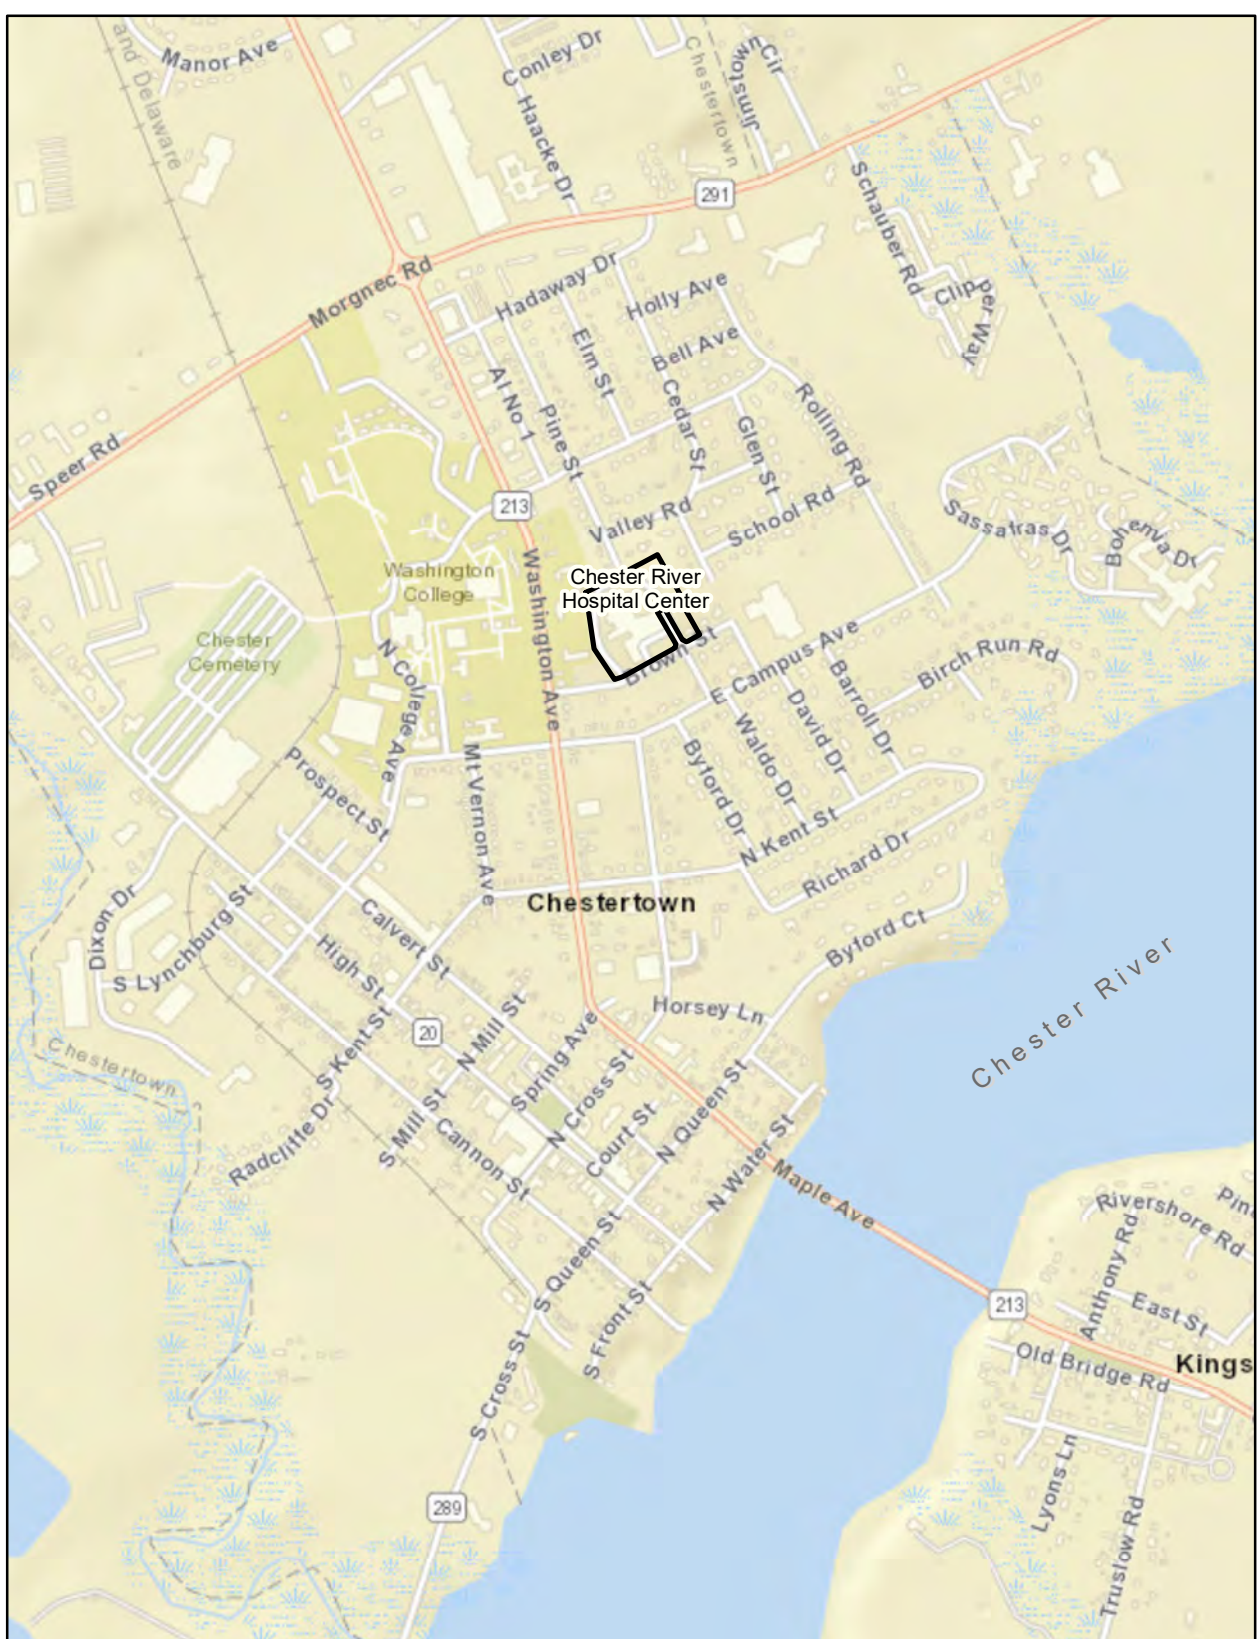 Manor Ave
and Delaware
Conley Dr
Haacke Dr
Chestertown
Jimstown Cir
291
Schauber Rd
Clipper Way
Morgnec Rd
Hadaway Dr
Holly Ave
Bell Ave
Elm St
Al No 1
Pine St
Cedar St
Glen St
Rolling Rd
Speer Rd
213
Valley Rd
School Rd
Sassafras Dr
Washington
College
Washington Ave
Chester River
Hospital Center
Brown St
E Campus Ave
Chester
Cemetery
N College Ave
Birch Run Rd
Barroll Dr
David Dr
Waldo Dr
Byford Dr
Mt Vernon Ave
Prospect St
N Kent St
Richard Dr
Chestertown
Byford Ct
Dixon Dr
S Lynchburg St
Calvert St
High St
20
Horsey Ln
Chester River
Chestertown
S Kent St
N Mill St
Spring Ave
N Cross St
Court St
N Queen St
N Water St
Radcliffe Dr
S Mill St
Cannon St
Maple Ave
S Queen St
S Front St
S Cross St
Rivershore Rd
Anthony Rd
East St
213
Old Bridge Rd
Kings
Lyons Ln
Truslow Rd
289